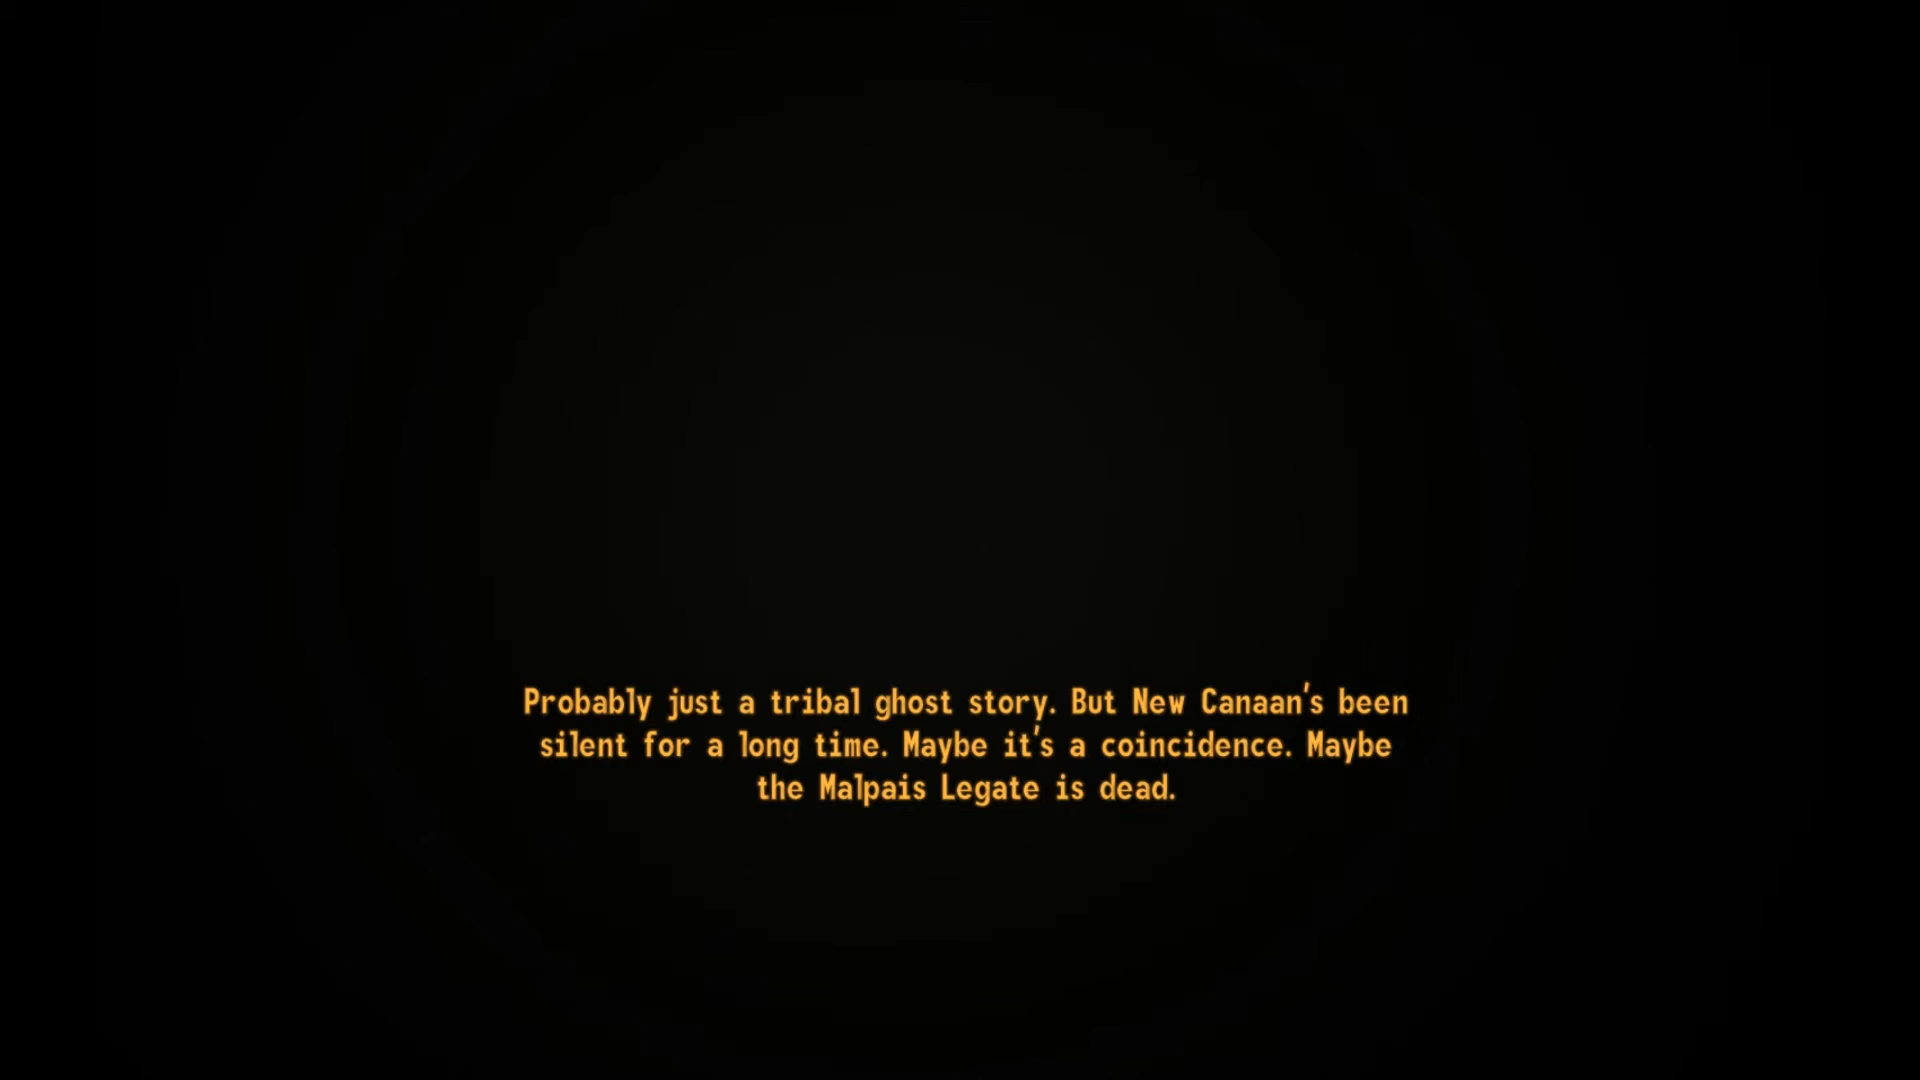 Probably just a tribal ghost story. But New Canaan's been
silent for a long time. Maybe it's a coincidence. Maybe
the Malpais Legate is dead.